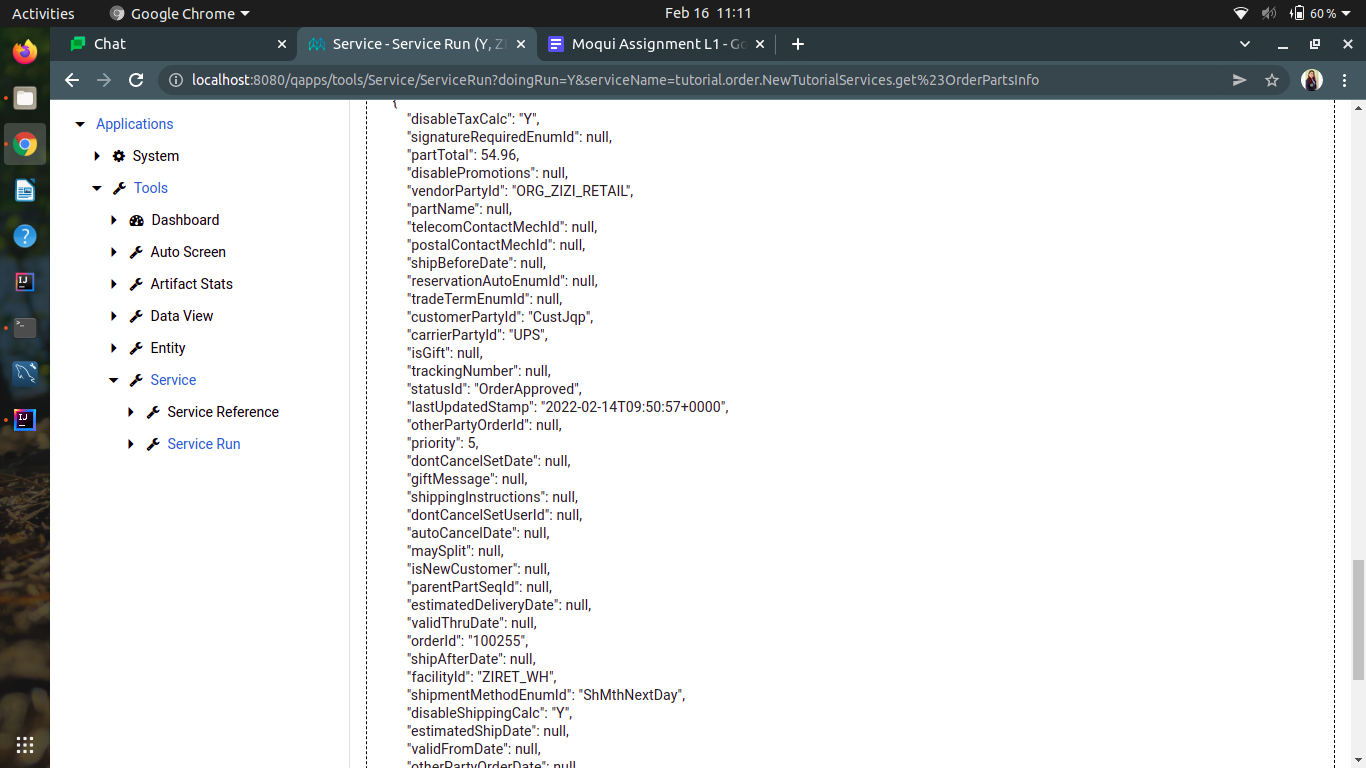 Activities
Google Chrome
Feb 16 11:11
60 %
Chat
Service - Service Run (Y, Z
Moqui Assignment L1 - Go
localhost:8080/qapps/tools/Service/ServiceRun?doingRun=Y&serviceName=tutorial.order.NewTutorialServices.get%23OrderPartsInfo
Applications
System
Tools
Dashboard
Auto Screen
Artifact Stats
Data View
Entity
Service
Service Reference
Service Run
{
"disableTaxCalc": "Y",
"signatureRequiredEnumId": null,
"partTotal": 54.96,
"disablePromotions": null,
"vendorPartyId": "ORG_ZIZI_RETAIL",
"partName": null,
"telecomContactMechId": null,
"postalContactMechId": null,
"shipBeforeDate": null,
"reservationAutoEnumId": null,
"tradeTermEnumId": null,
"customerPartyId": "CustJqp",
"carrierPartyId": "UPS",
"isGift": null,
"trackingNumber": null,
"statusId": "OrderApproved",
"lastUpdatedStamp": "2022-02-14T09:50:57+0000",
"otherPartyOrderId": null,
"priority": 5,
"dontCancelSetDate": null,
"giftMessage": null,
"shippingInstructions": null,
"dontCancelSetUserId": null,
"autoCancelDate": null,
"maySplit": null,
"isNewCustomer": null,
"parentPartSeqId": null,
"estimatedDeliveryDate": null,
"validThruDate": null,
"orderId": "100255",
"shipAfterDate": null,
"facilityId": "ZIRET_WH",
"shipmentMethodEnumId": "ShMthNextDay",
"disableShippingCalc": "Y",
"estimatedShipDate": null,
"validFromDate": null,
"otherPartyOrderDate": null